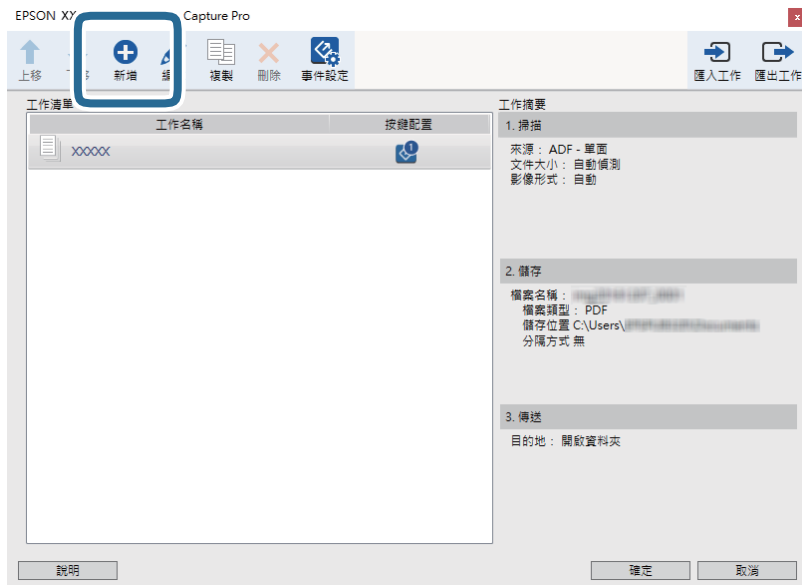 EPSON XX Capture Pro
x
上移 新增 複製 刪除 事件設定 匯入工作 匯出工作
工作清單
工作名稱 按鍵配置
XXXXX 1
工作摘要
1. 掃描
來源： ADF - 單面
文件大小： 自動偵測
影像形式： 自動
2. 儲存
檔案名稱：
檔案類型： PDF
儲存位置 C:\Users\
分隔方式 無
3. 傳送
目的地： 開啟資料夾
說明 確定 取消